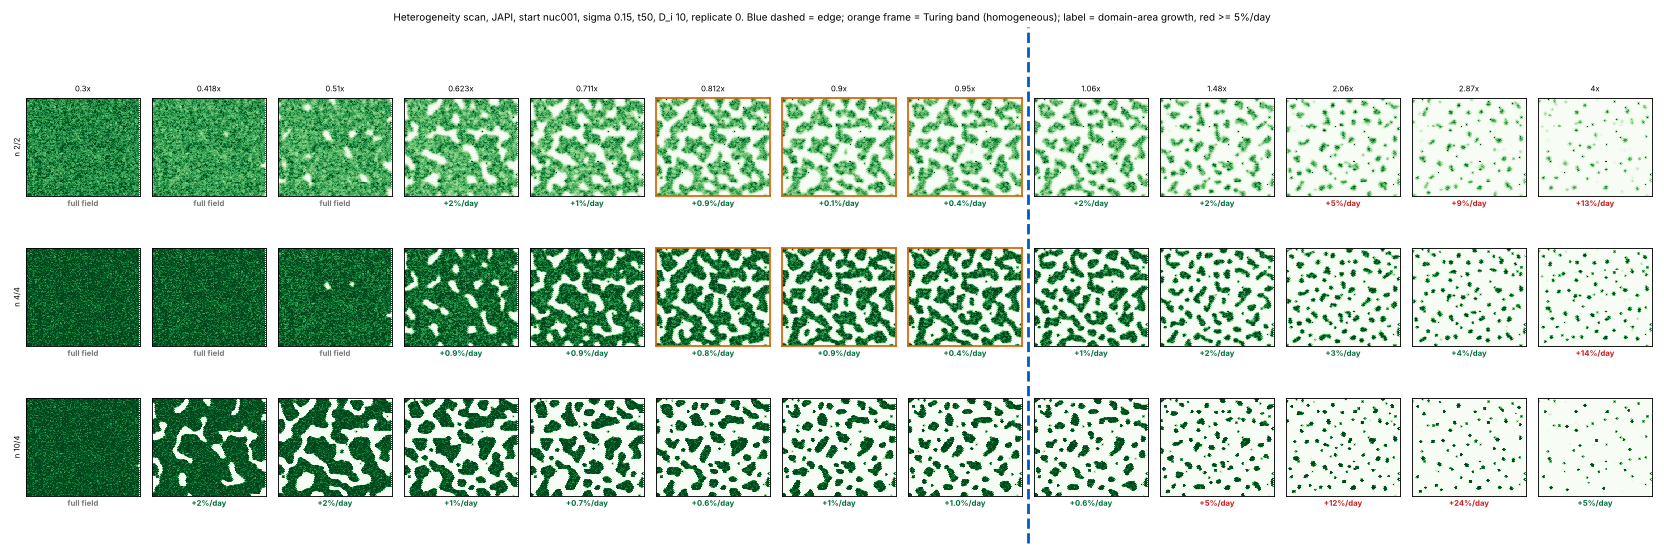 Heterogeneity scan, JAPI, start nuc001, sigma 0.15, t50, D_i 10, replicate 0. Blue dashed = edge; orange frame = Turing band (homogeneous); label = domain-area growth, red >= 5%/day
0.3x 0.418x 0.51x 0.623x 0.711x 0.812x 0.9x 0.95x 1.06x 1.48x 2.06x 2.87x 4x
n 2/2
full field full field full field +2%/day +1%/day +0.9%/day +0.1%/day +0.4%/day +2%/day +2%/day +5%/day +9%/day +13%/day
n 4/4
full field full field full field +0.9%/day +0.9%/day +0.8%/day +0.9%/day +0.4%/day +1%/day +2%/day +3%/day +4%/day +14%/day
n 10/4
full field +2%/day +2%/day +1%/day +0.7%/day +0.6%/day +1%/day +1.0%/day +0.6%/day +5%/day +12%/day +24%/day +5%/day